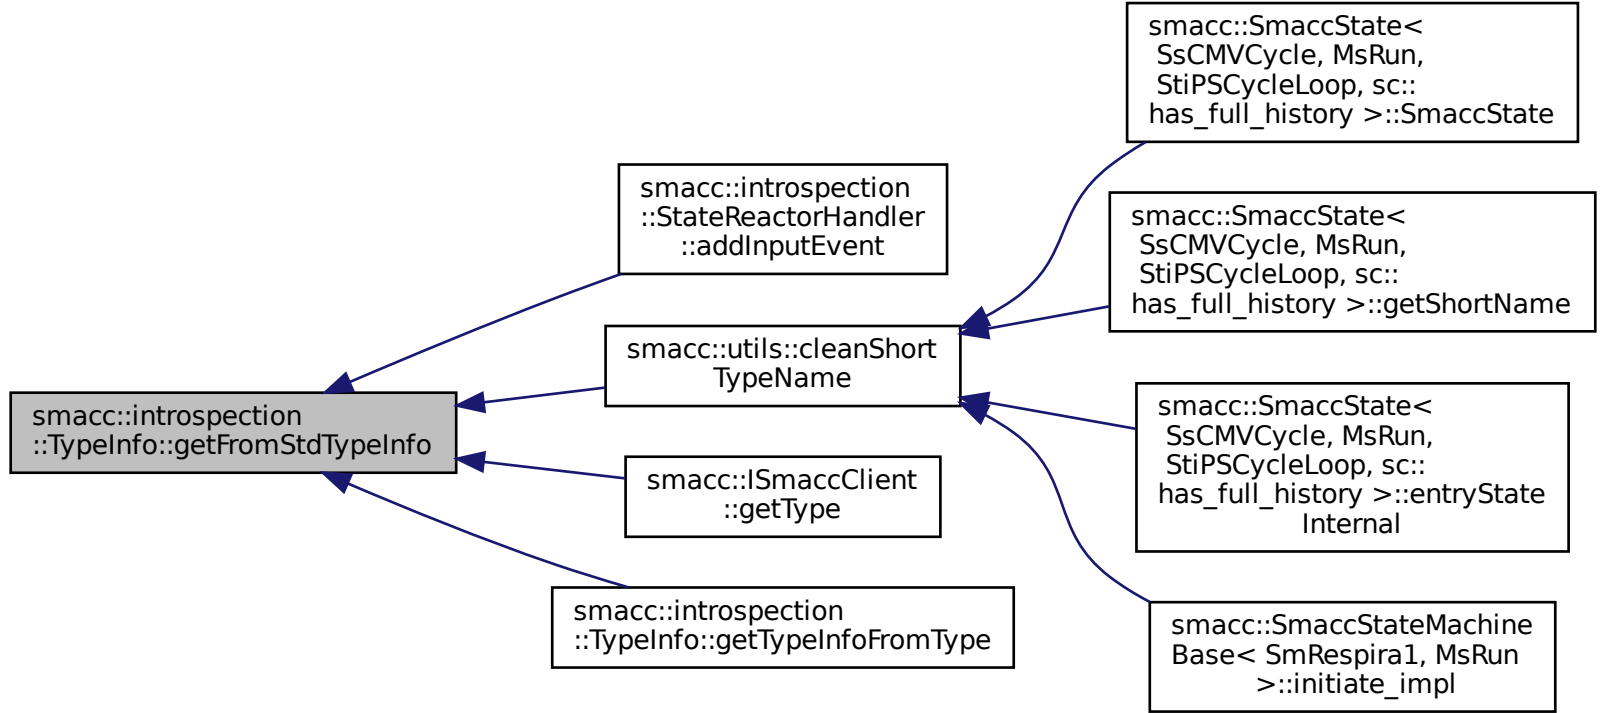 smacc::introspection
::TypeInfo::getFromStdTypeInfo
smacc::introspection
::StateReactorHandler
::addInputEvent
smacc::utils::cleanShort
TypeName
smacc::ISmaccClient
::getType
smacc::introspection
::TypeInfo::getTypeInfoFromType
smacc::SmaccState<
SsCMVCycle, MsRun,
StiPSCycleLoop, sc::
has_full_history >::SmaccState
smacc::SmaccState<
SsCMVCycle, MsRun,
StiPSCycleLoop, sc::
has_full_history >::getShortName
smacc::SmaccState<
SsCMVCycle, MsRun,
StiPSCycleLoop, sc::
has_full_history >::entryState
Internal
smacc::SmaccStateMachine
Base< SmRespira1, MsRun
>::initiate_impl